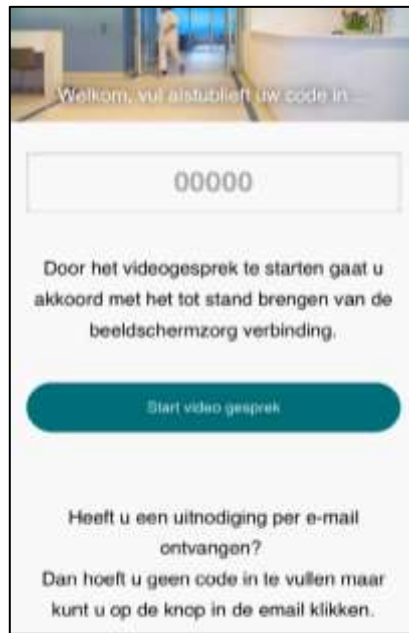 Welkom, vul alstublieft uw code in ...
00000
Door het videogesprek te starten gaat u
akkoord met het tot stand brengen van de
beeldschermzorg verbinding.
Start video gesprek
Heeft u een uitnodiging per e-mail
ontvangen?
Dan hoeft u geen code in te vullen maar
kunt u op de knop in de email klikken.